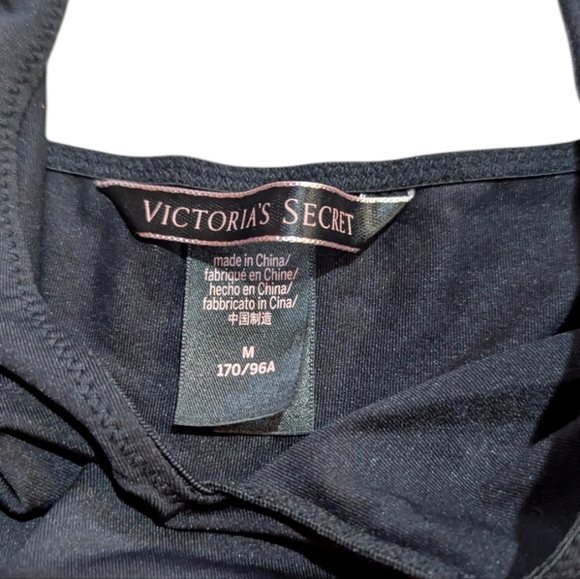 VICTORIA'S SECRET
made in China/
fabriqué en Chine/
hecho en China/
fabbricato in Cina/
中国制造
M
170/96A